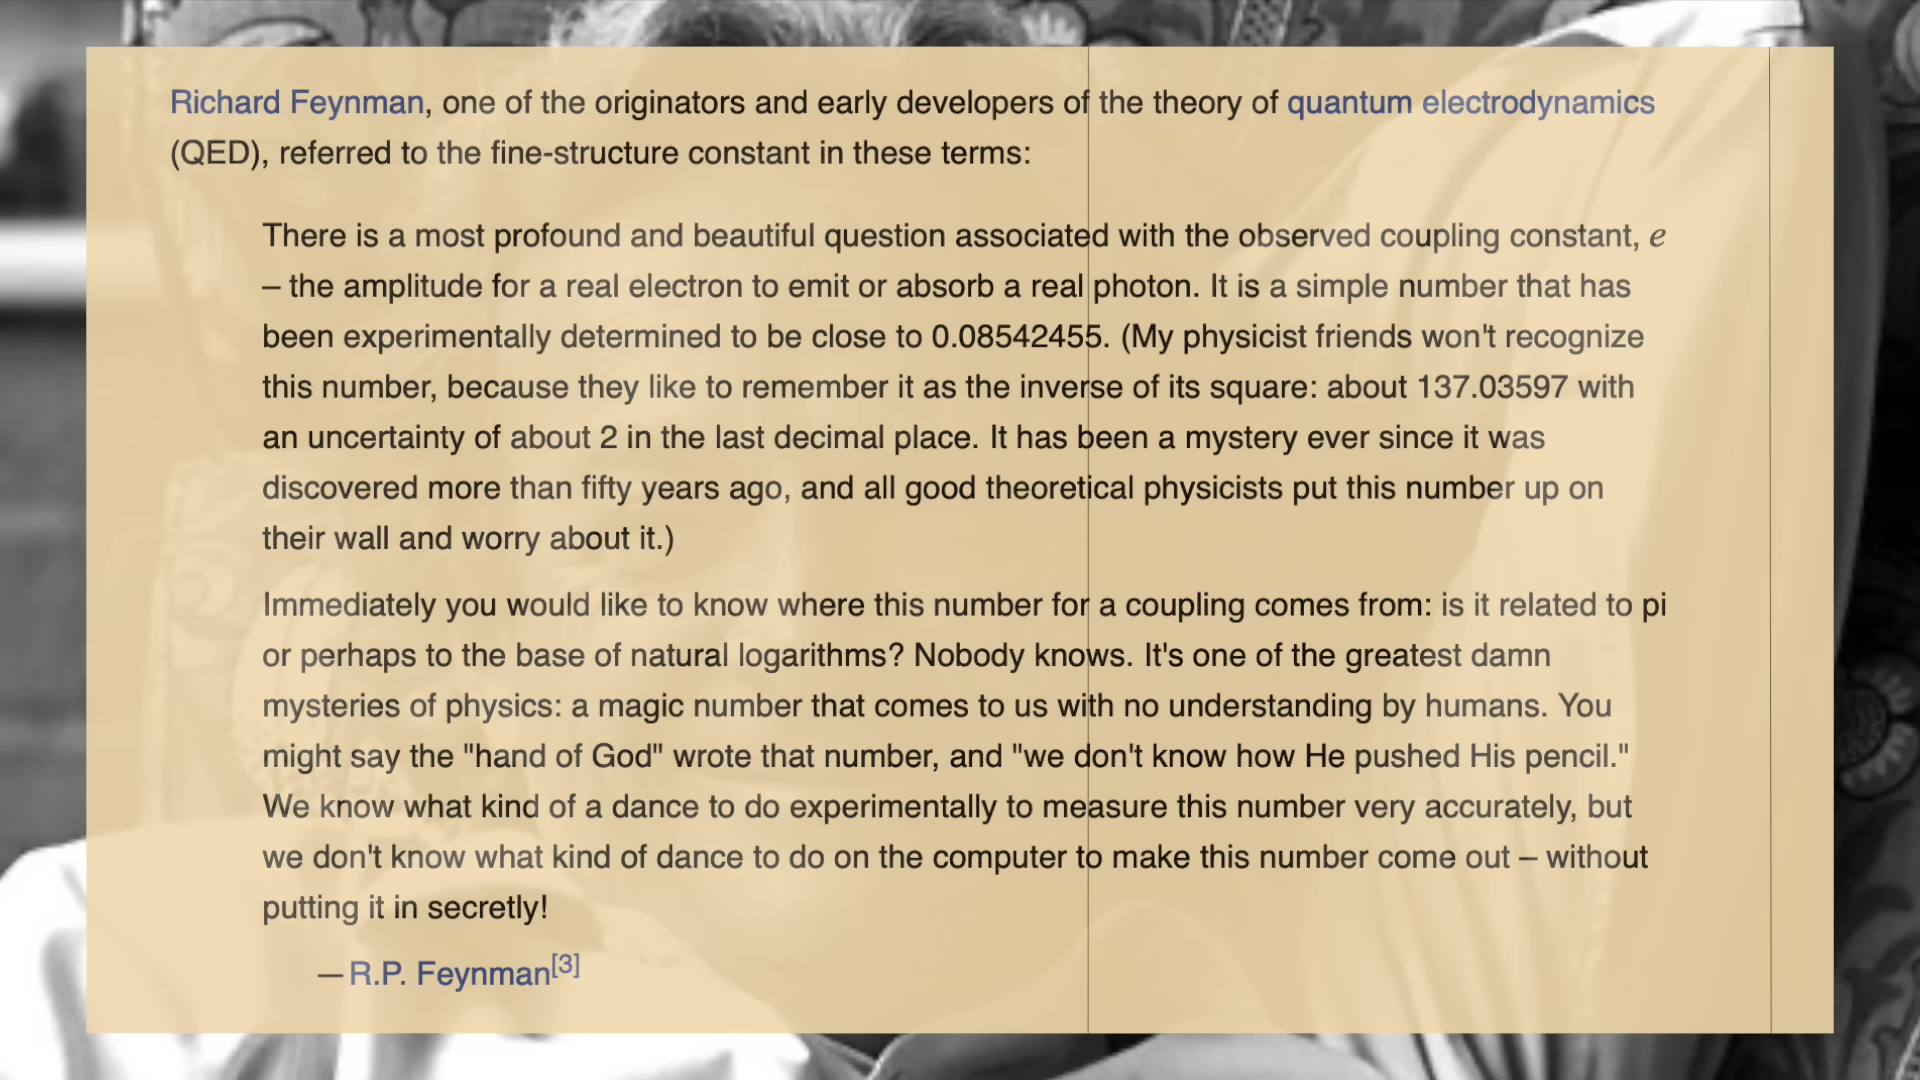 Richard Feynman, one of the originators and early developers of the theory of quantum electrodynamics
(QED), referred to the fine-structure constant in these terms:
There is a most profound and beautiful question associated with the observed coupling constant, e
– the amplitude for a real electron to emit or absorb a real photon. It is a simple number that has
been experimentally determined to be close to 0.08542455. (My physicist friends won't recognize
this number, because they like to remember it as the inverse of its square: about 137.03597 with
an uncertainty of about 2 in the last decimal place. It has been a mystery ever since it was
discovered more than fifty years ago, and all good theoretical physicists put this number up on
their wall and worry about it.)
Immediately you would like to know where this number for a coupling comes from: is it related to pi
or perhaps to the base of natural logarithms? Nobody knows. It's one of the greatest damn
mysteries of physics: a magic number that comes to us with no understanding by humans. You
might say the "hand of God" wrote that number, and "we don't know how He pushed His pencil."
We know what kind of a dance to do experimentally to measure this number very accurately, but
we don't know what kind of dance to do on the computer to make this number come out – without
putting it in secretly!
— R.P. Feynman[3]